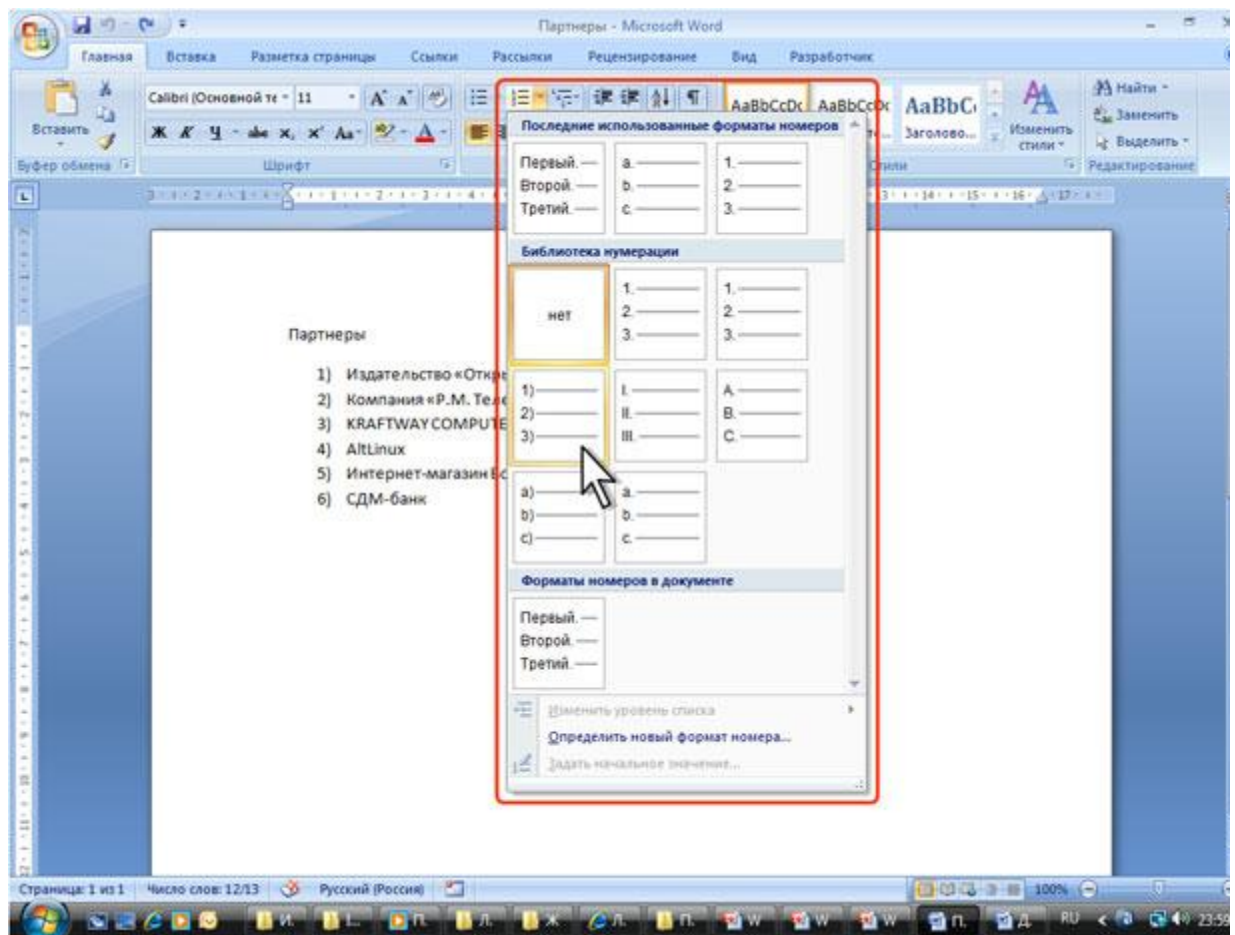 Партнеры - Microsoft Word
Главная Вставка Разметка страницы Ссылки Рассылки Рецензирование Вид Разработчик
Вставить
Calibri (Основной те 11
Ж К Ч abc x, x' Aa
AaBbCcDc AaBbCcDc AaBbC
Заголово...
Изменить стили
Найти
Заменить
Выделить
Буфер обмена Шрифт Редактирование
Последние использованные форматы номеров
Первый. a. 1.
Второй. b. 2.
Третий. c. 3.
Библиотека нумерации
нет
1. 1.
2. 2.
3. 3.
1) I. A.
2) II. B.
3) III. C.
a) a.
b) b.
c) c.
Форматы номеров в документе
Первый.
Второй.
Третий.
Изменить уровень списка
Определить новый формат номера...
Задать начальное значение...
Партнеры
1) Издательство «Откры
2) Компания «Р.М. Теле
3) KRAFTWAY COMPUTE
4) AltLinux
5) Интернет-магазин
6) СДМ-банк
Страница: 1 из 1 Число слов: 12/13 Русский (Россия) 100%
И. L... П. Л. Ж Л. П. W W W П. Д. RU 23:59